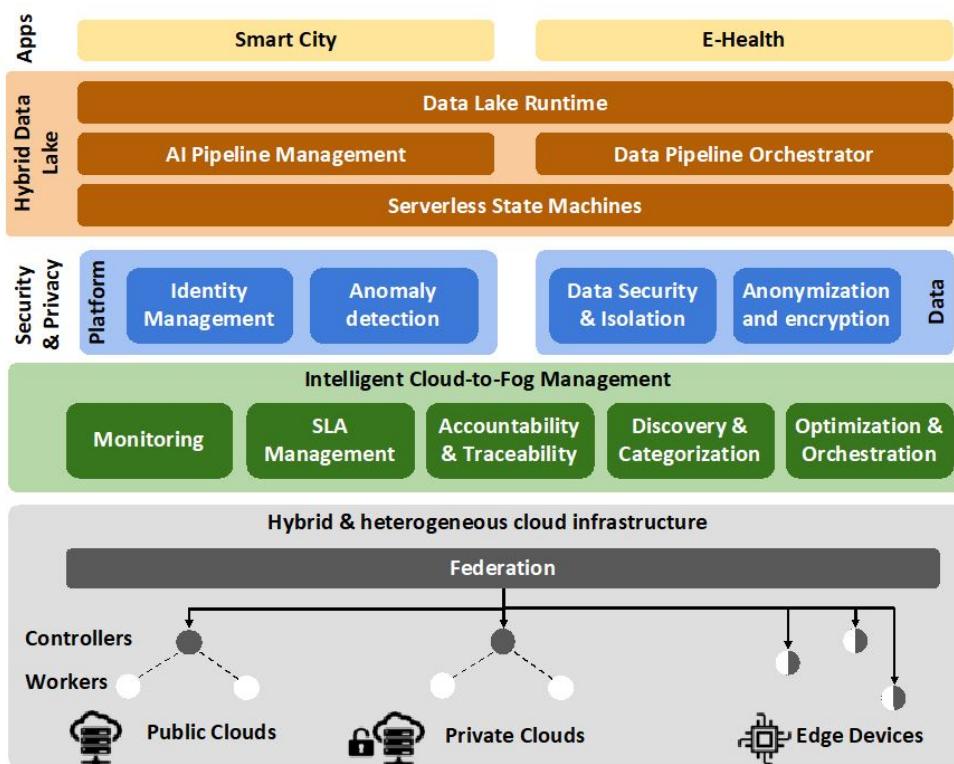 Apps
Smart City
E-Health
Hybrid Data
Lake
Data Lake Runtime
AI Pipeline Management
Data Pipeline Orchestrator
Serverless State Machines
Security
& Privacy
Platform
Identity
Management
Anomaly
detection
Data Security
& Isolation
Anonymization
and encryption
Data
Intelligent Cloud-to-Fog Management
Monitoring
SLA
Management
Accountability
& Traceability
Discovery &
Categorization
Optimization &
Orchestration
Hybrid & heterogeneous cloud infrastructure
Federation
Controllers
Workers
Public Clouds
Private Clouds
Edge Devices